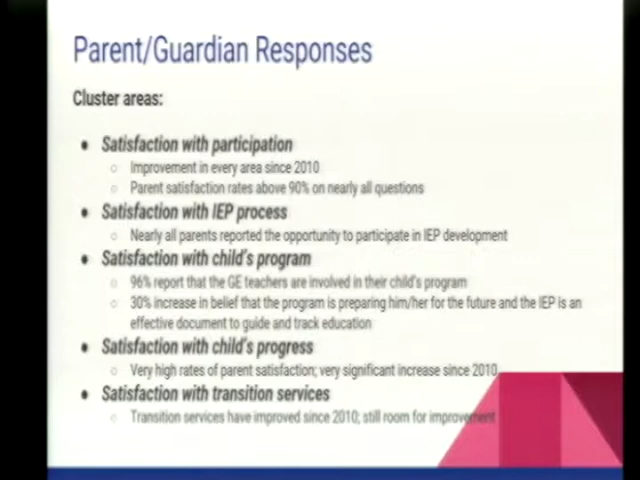 Parent/Guardian Responses
Cluster areas:
• Satisfaction with participation
○ Improvement in every area since 2010
○ Parent satisfaction rates above 90% on nearly all questions
• Satisfaction with IEP process
○ Nearly all parents reported the opportunity to participate in IEP development
• Satisfaction with child's program
○ 96% report that the GE teachers are involved in their child's program
○ 30% increase in belief that the program is preparing him/her for the future and the IEP is an
effective document to guide and track education
• Satisfaction with child's progress
○ Very high rates of parent satisfaction; very significant increase since 2010
• Satisfaction with transition services
○ Transition services have improved since 2010; still room for improvement